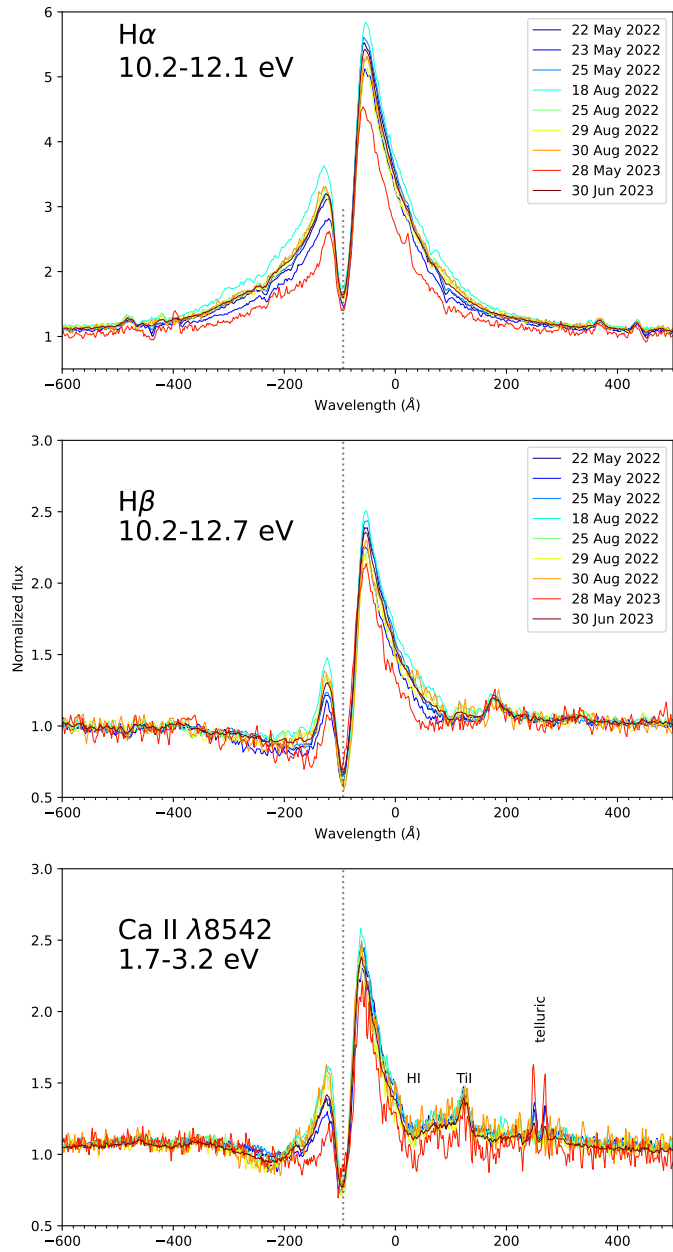 Hα
10.2-12.1 eV
22 May 2022
23 May 2022
25 May 2022
18 Aug 2022
25 Aug 2022
29 Aug 2022
30 Aug 2022
28 May 2023
30 Jun 2023
6
5
4
3
2
1
−600
−400
−200
0
200
400
Wavelength (Å)
Hβ
10.2-12.7 eV
22 May 2022
23 May 2022
25 May 2022
18 Aug 2022
25 Aug 2022
29 Aug 2022
30 Aug 2022
28 May 2023
30 Jun 2023
Normalized flux
3.0
2.5
2.0
1.5
1.0
0.5
−600
−400
−200
0
200
400
Wavelength (Å)
Ca II λ8542
1.7-3.2 eV
HI
TiI
telluric
3.0
2.5
2.0
1.5
1.0
0.5
−600
−400
−200
0
200
400